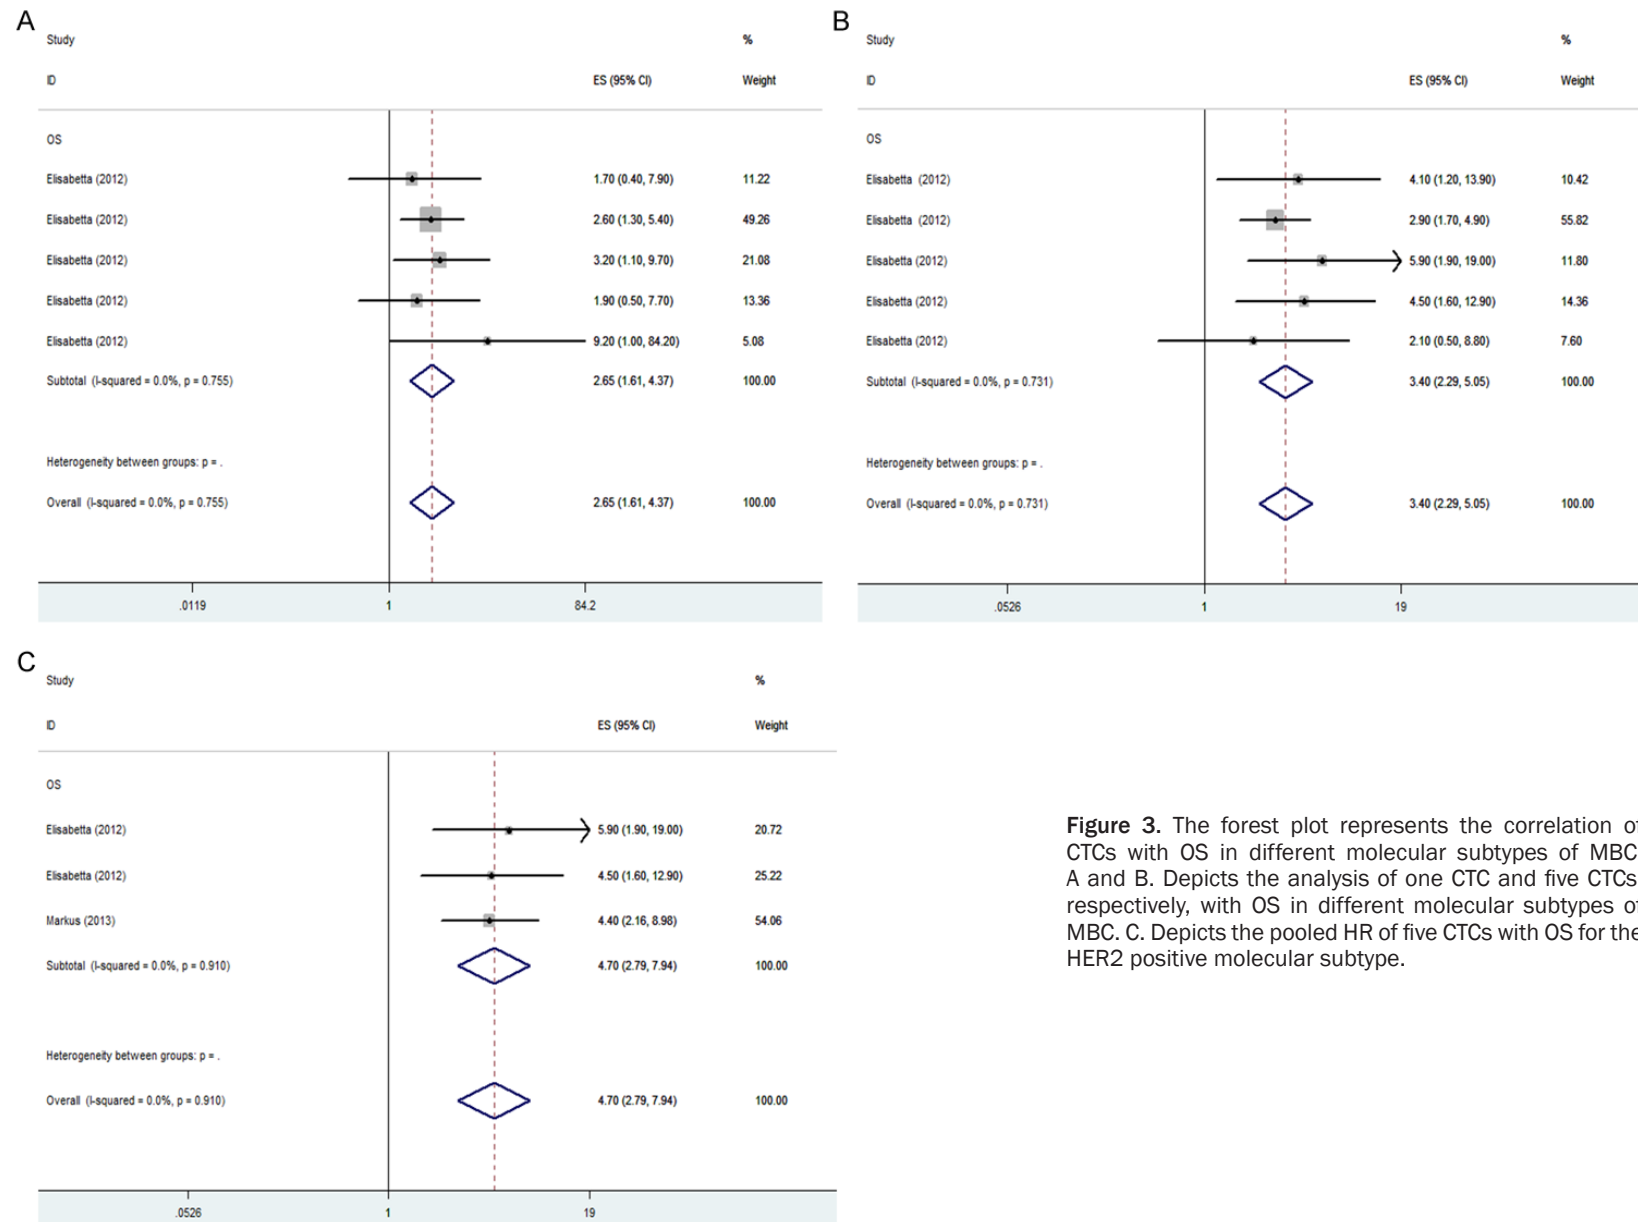 A
Study %
ID ES (95% CI) Weight
OS
Elisabetta (2012) 1.70 (0.40, 7.90) 11.22
Elisabetta (2012) 2.60 (1.30, 5.40) 49.26
Elisabetta (2012) 3.20 (1.10, 9.70) 21.08
Elisabetta (2012) 1.90 (0.50, 7.70) 13.36
Elisabetta (2012) 9.20 (1.00, 84.20) 5.08
Subtotal (I-squared = 0.0%, p = 0.755) 2.65 (1.61, 4.37) 100.00
Heterogeneity between groups: p = .
Overall (I-squared = 0.0%, p = 0.755) 2.65 (1.61, 4.37) 100.00
.0119 1 84.2
B
Study %
ID ES (95% CI) Weight
OS
Elisabetta (2012) 4.10 (1.20, 13.90) 10.42
Elisabetta (2012) 2.90 (1.70, 4.90) 55.82
Elisabetta (2012) 5.90 (1.90, 19.00) 11.80
Elisabetta (2012) 4.50 (1.60, 12.90) 14.36
Elisabetta (2012) 2.10 (0.50, 8.80) 7.60
Subtotal (I-squared = 0.0%, p = 0.731) 3.40 (2.29, 5.05) 100.00
Heterogeneity between groups: p = .
Overall (I-squared = 0.0%, p = 0.731) 3.40 (2.29, 5.05) 100.00
.0526 1 19
C
Study %
ID ES (95% CI) Weight
OS
Elisabetta (2012) 5.90 (1.90, 19.00) 20.72
Elisabetta (2012) 4.50 (1.60, 12.90) 25.22
Markus (2013) 4.40 (2.16, 8.98) 54.06
Subtotal (I-squared = 0.0%, p = 0.910) 4.70 (2.79, 7.94) 100.00
Heterogeneity between groups: p = .
Overall (I-squared = 0.0%, p = 0.910) 4.70 (2.79, 7.94) 100.00
.0526 1 19
Figure 3. The forest plot represents the correlation of
CTCs with OS in different molecular subtypes of MBC
A and B. Depicts the analysis of one CTC and five CTCs
respectively, with OS in different molecular subtypes of
MBC. C. Depicts the pooled HR of five CTCs with OS for the
HER2 positive molecular subtype.